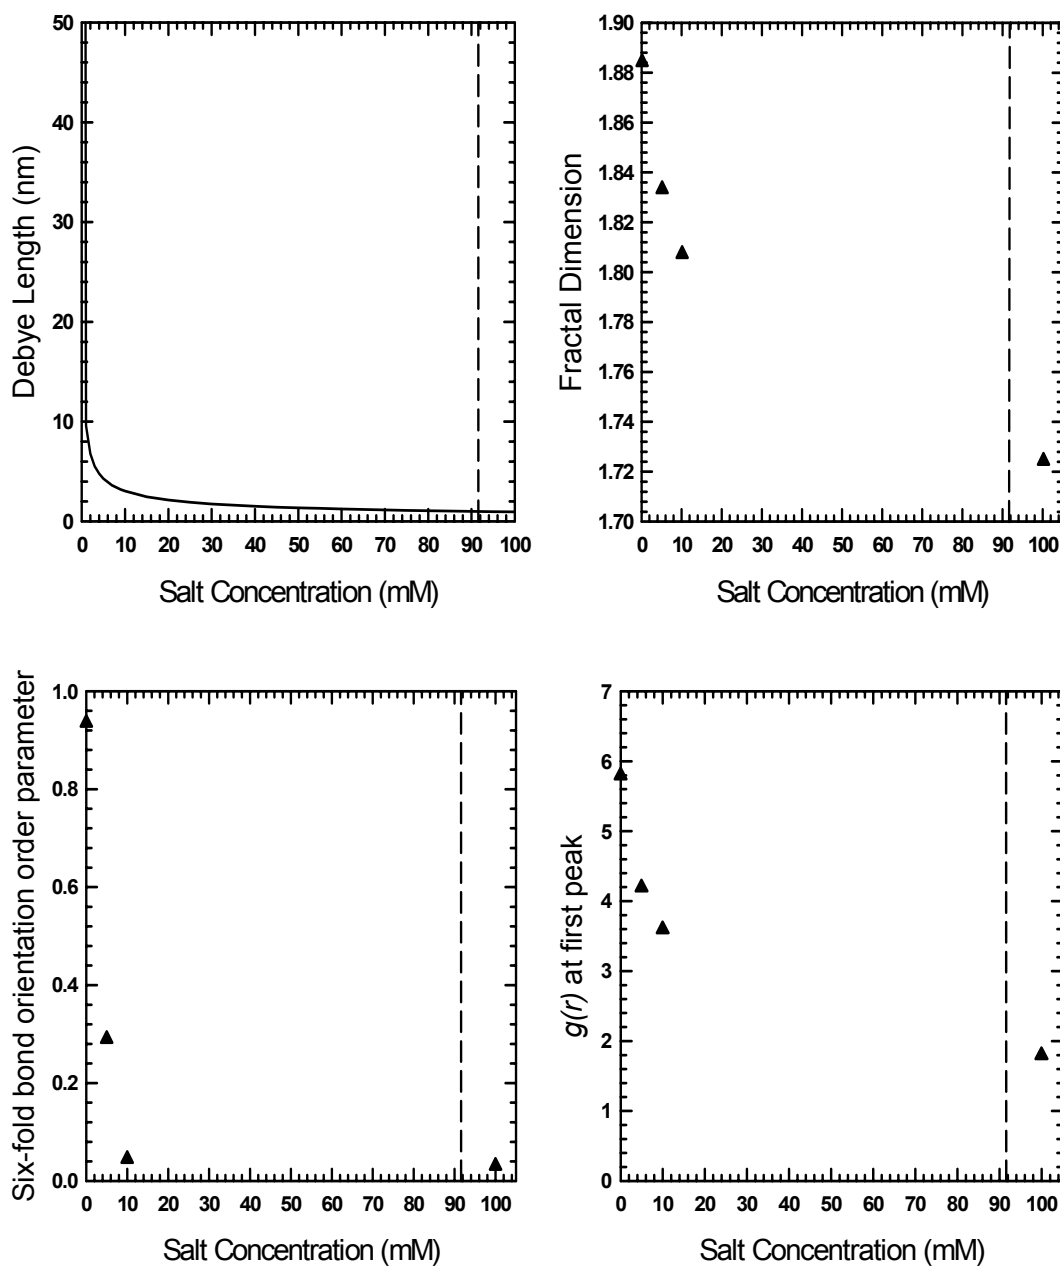 50
40
30
20
10
0
Debye Length (nm)
0 10 20 30 40 50 60 70 80 90 100
Salt Concentration (mM)
1.90
1.88
1.86
1.84
1.82
1.80
1.78
1.76
1.74
1.72
1.70
Fractal Dimension
0 10 20 30 40 50 60 70 80 90 100
Salt Concentration (mM)
1.0
0.8
0.6
0.4
0.2
0.0
Six-fold bond orientation order parameter
0 10 20 30 40 50 60 70 80 90 100
Salt Concentration (mM)
7
6
5
4
3
2
1
0
g(r) at first peak
0 10 20 30 40 50 60 70 80 90 100
Salt Concentration (mM)